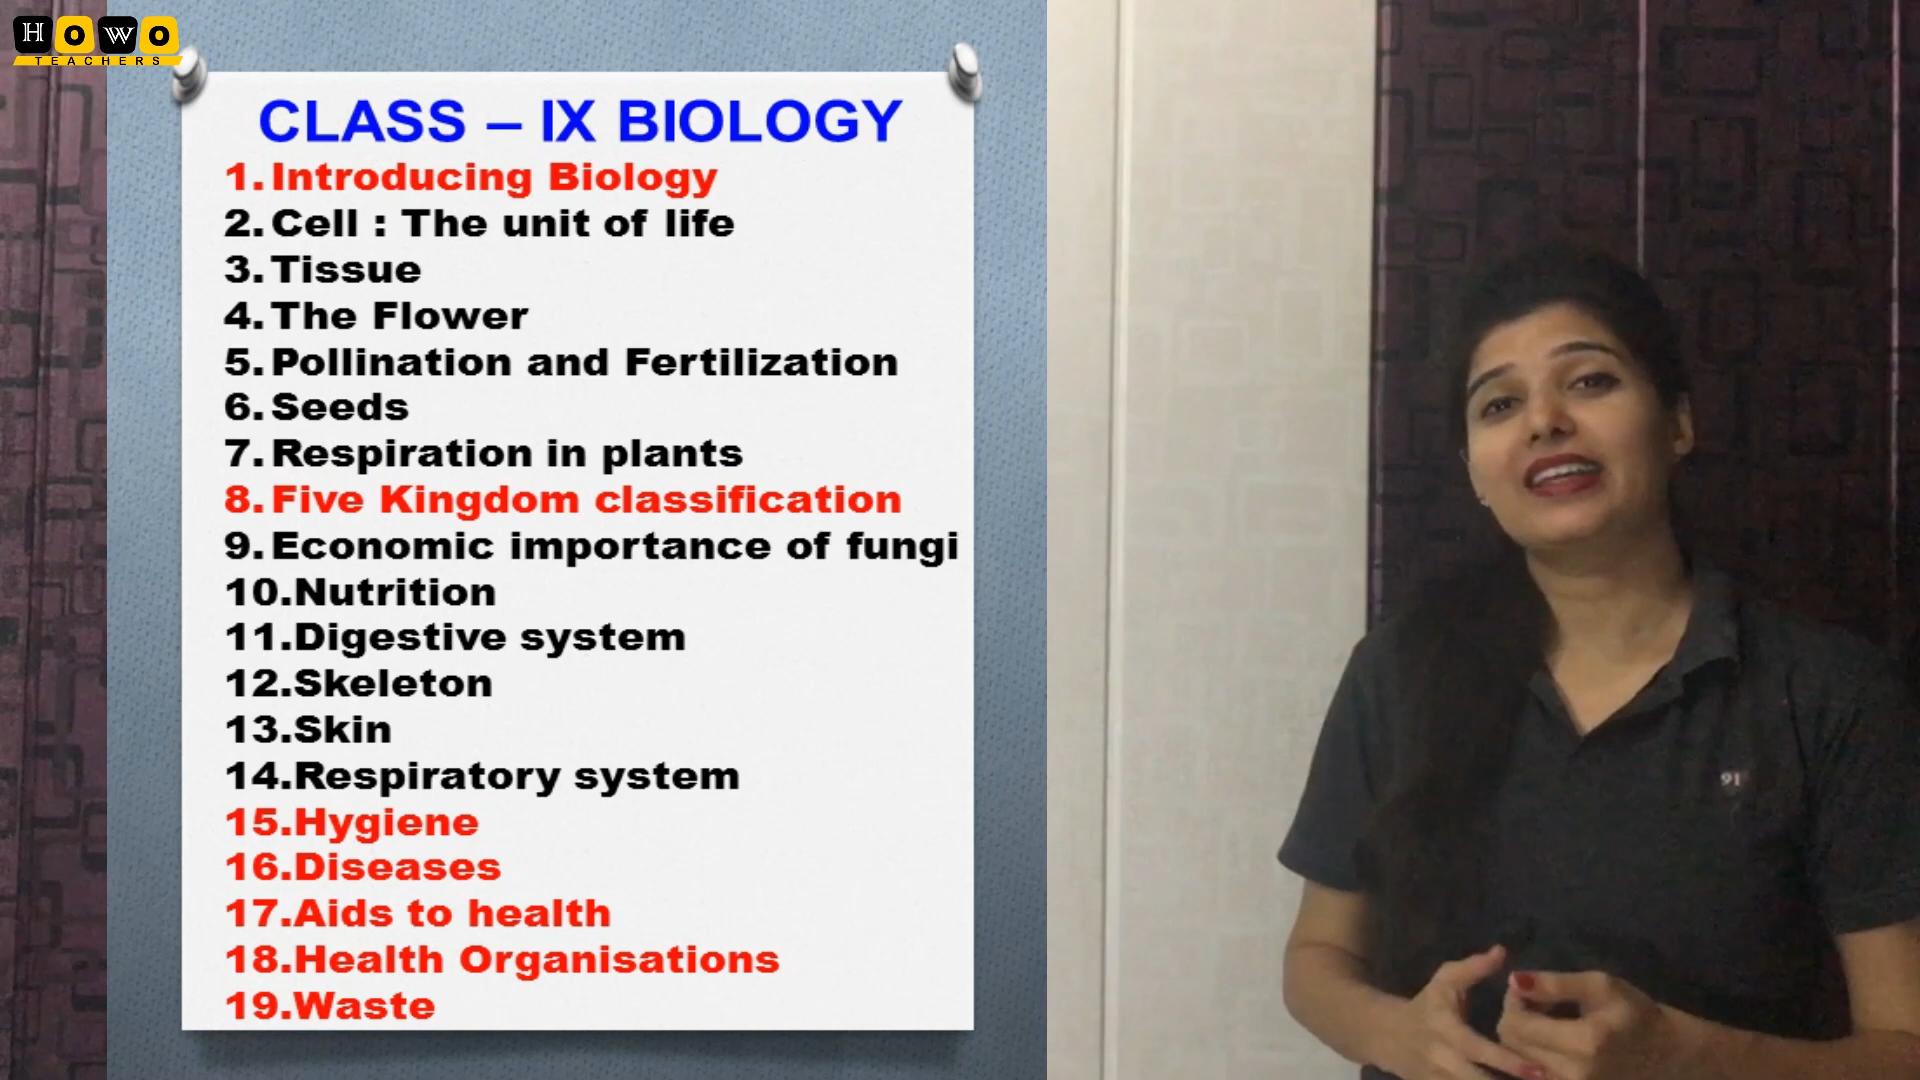 HOWO
TEACHERS
CLASS – IX BIOLOGY
1. Introducing Biology
2. Cell : The unit of life
3. Tissue
4. The Flower
5. Pollination and Fertilization
6. Seeds
7. Respiration in plants
8. Five Kingdom classification
9. Economic importance of fungi
10.Nutrition
11.Digestive system
12.Skeleton
13.Skin
14.Respiratory system
15.Hygiene
16.Diseases
17.Aids to health
18.Health Organisations
19.Waste
91